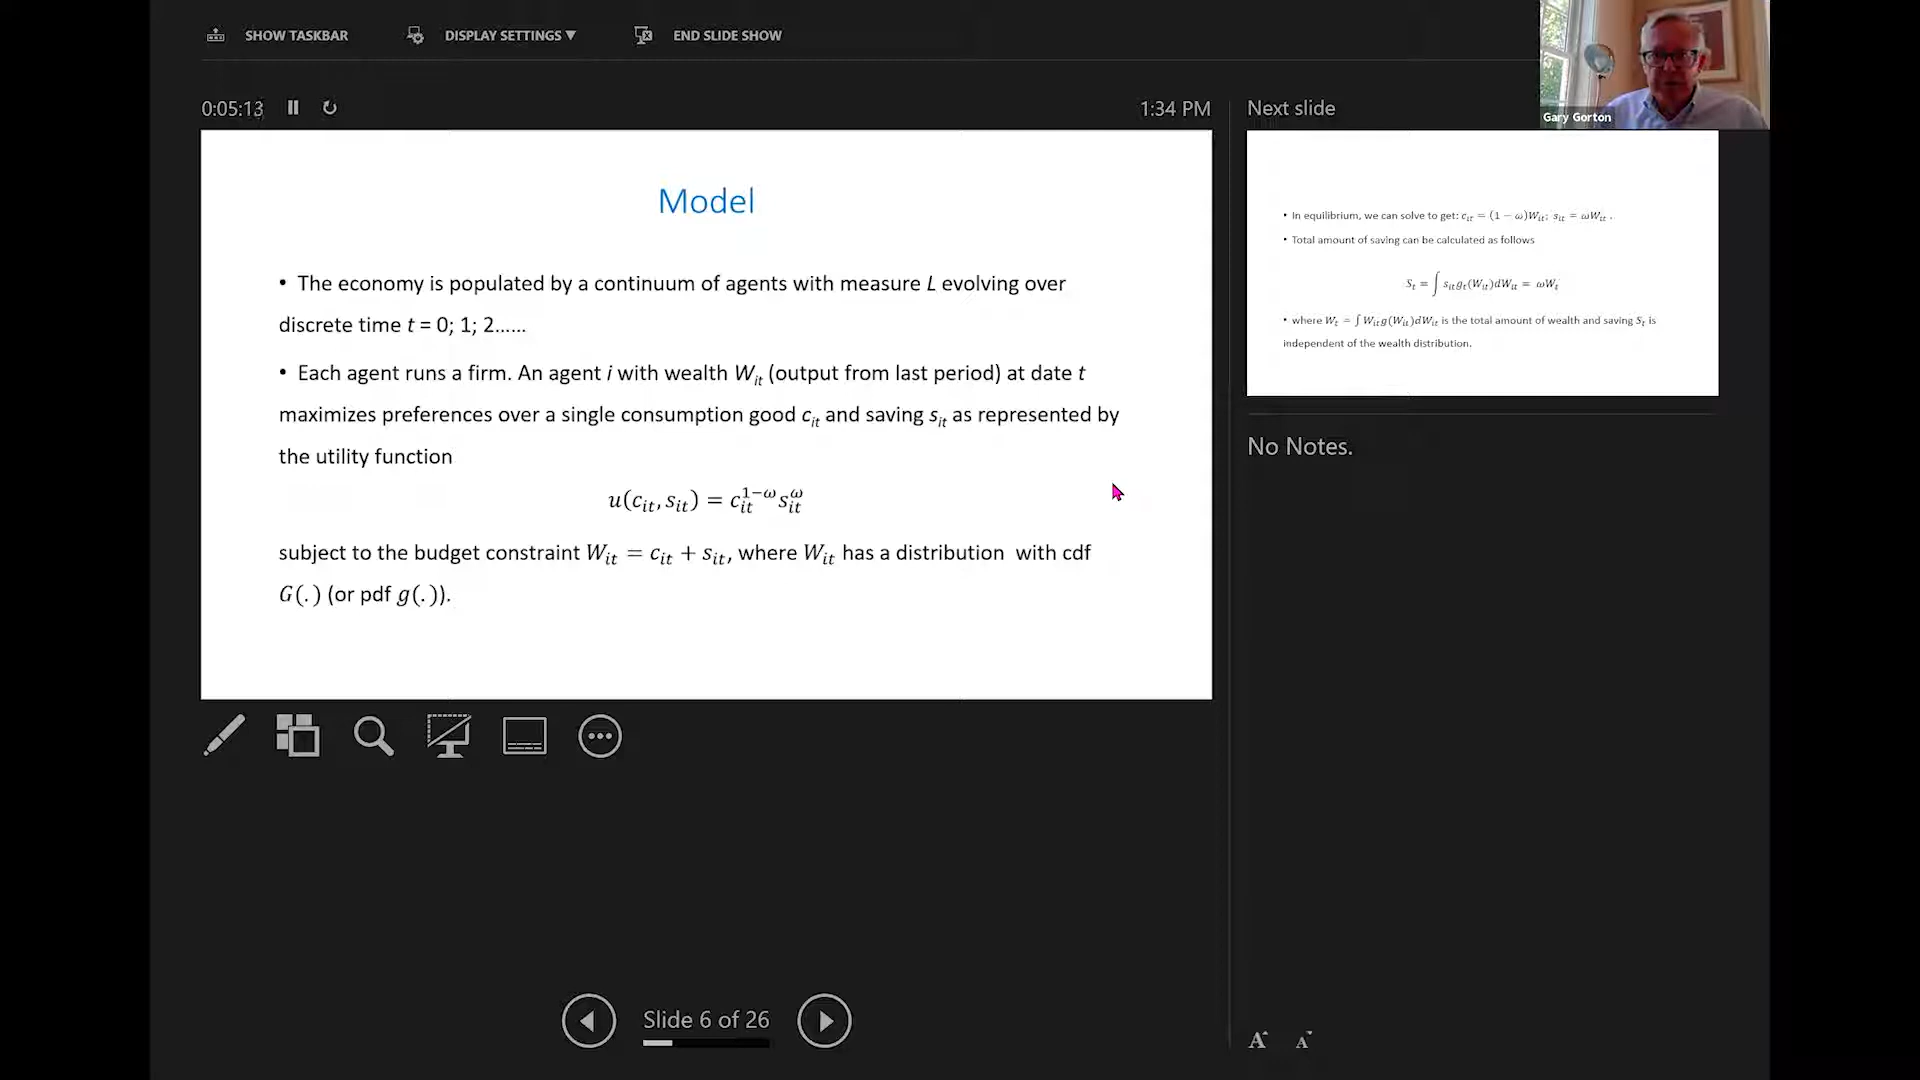 SHOW TASKBAR DISPLAY SETTINGS ▼ END SLIDE SHOW
Gary Gorton
0:05:13 1:34 PM
Model
• The economy is populated by a continuum of agents with measure L evolving over
discrete time t = 0; 1; 2......
• Each agent runs a firm. An agent i with wealth W_it (output from last period) at date t
maximizes preferences over a single consumption good c_it and saving s_it as represented by
the utility function
u(c_it, s_it) = c_it^{1−ω} s_it^ω
subject to the budget constraint W_it = c_it + s_it, where W_it has a distribution with cdf
G(.) (or pdf g(.)).
Next slide
• In equilibrium, we can solve to get: c_it = (1 − ω)W_it; s_it = ωW_it .
• Total amount of saving can be calculated as follows
S_t = ∫ s_it g_t(W_it)dW_it = ωW_t
• where W_t = ∫ W_it g(W_it)dW_it is the total amount of wealth and saving S_t is
independent of the wealth distribution.
No Notes.
Slide 6 of 26
A A